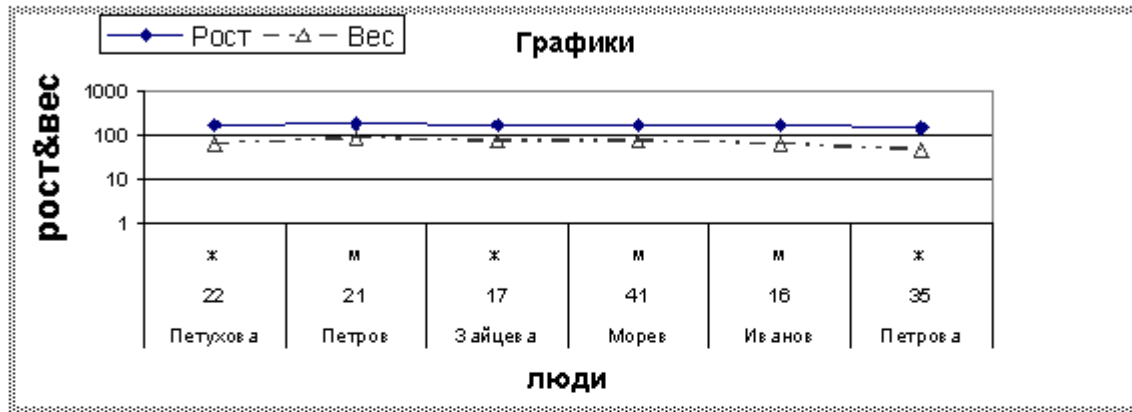 Рост Вес
Графики
рост&вес
1000
100
10
1
ж м ж м м ж
22 21 17 41 16 35
Петухова Петров Зайцева Морев Иванов Петрова
люди